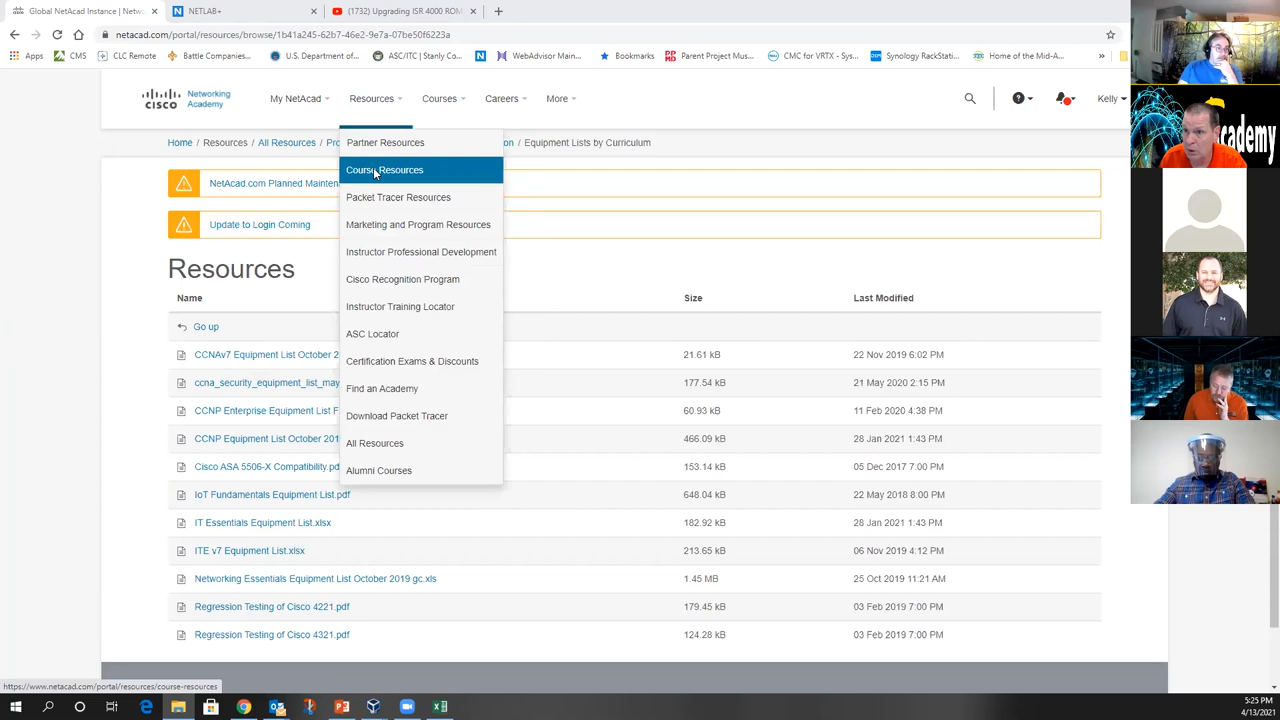 Global NetAcad Instance | Netw
NETLAB+
(1732) Upgrading ISR 4000 ROM
netacad.com/portal/resources/browse/1b41a245-62b7-46e2-9e7a-07be50f6223a
Apps
CMS
CLC Remote
Battle Companies...
U.S. Department of...
ASC/ITC | Stanly Co...
WebAdvisor Main...
Bookmarks
Parent Project Mus...
CMC for VRTX - Sy...
Synology RackStati...
Home of the Mid-A...
»
cisco
Networking
Academy
My NetAcad
Resources
Courses
Careers
More
Kelly
Home / Resources / All Resources / Pro
on / Equipment Lists by Curriculum
Partner Resources
Course Resources
Packet Tracer Resources
Marketing and Program Resources
Instructor Professional Development
Cisco Recognition Program
Instructor Training Locator
ASC Locator
Certification Exams & Discounts
Find an Academy
Download Packet Tracer
All Resources
Alumni Courses
NetAcad.com Planned Mainten
Update to Login Coming
Resources
Name Size Last Modified
Go up
CCNAv7 Equipment List October 2 21.61 kB 22 Nov 2019 6:02 PM
ccna_security_equipment_list_may 177.54 kB 21 May 2020 2:15 PM
CCNP Enterprise Equipment List F 60.93 kB 11 Feb 2020 4:38 PM
CCNP Equipment List October 201 466.09 kB 28 Jan 2021 1:43 PM
Cisco ASA 5506-X Compatibility.pd 153.14 kB 05 Dec 2017 7:00 PM
IoT Fundamentals Equipment List.pdf 648.04 kB 22 May 2018 8:00 PM
IT Essentials Equipment List.xlsx 182.92 kB 28 Jan 2021 1:43 PM
ITE v7 Equipment List.xlsx 213.65 kB 06 Nov 2019 4:12 PM
Networking Essentials Equipment List October 2019 gc.xls 1.45 MB 25 Oct 2019 11:21 AM
Regression Testing of Cisco 4221.pdf 179.45 kB 03 Feb 2019 7:00 PM
Regression Testing of Cisco 4321.pdf 124.28 kB 03 Feb 2019 7:00 PM
https://www.netacad.com/portal/resources/course-resources
5:25 PM
4/13/2021
cademy